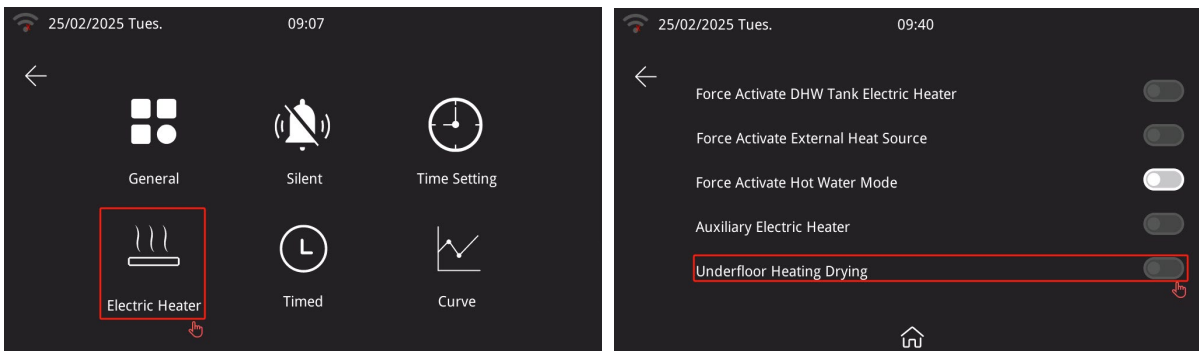 25/02/2025 Tues. 09:07
General Silent Time Setting
Electric Heater Timed Curve
25/02/2025 Tues. 09:40
Force Activate DHW Tank Electric Heater
Force Activate External Heat Source
Force Activate Hot Water Mode
Auxiliary Electric Heater
Underfloor Heating Drying